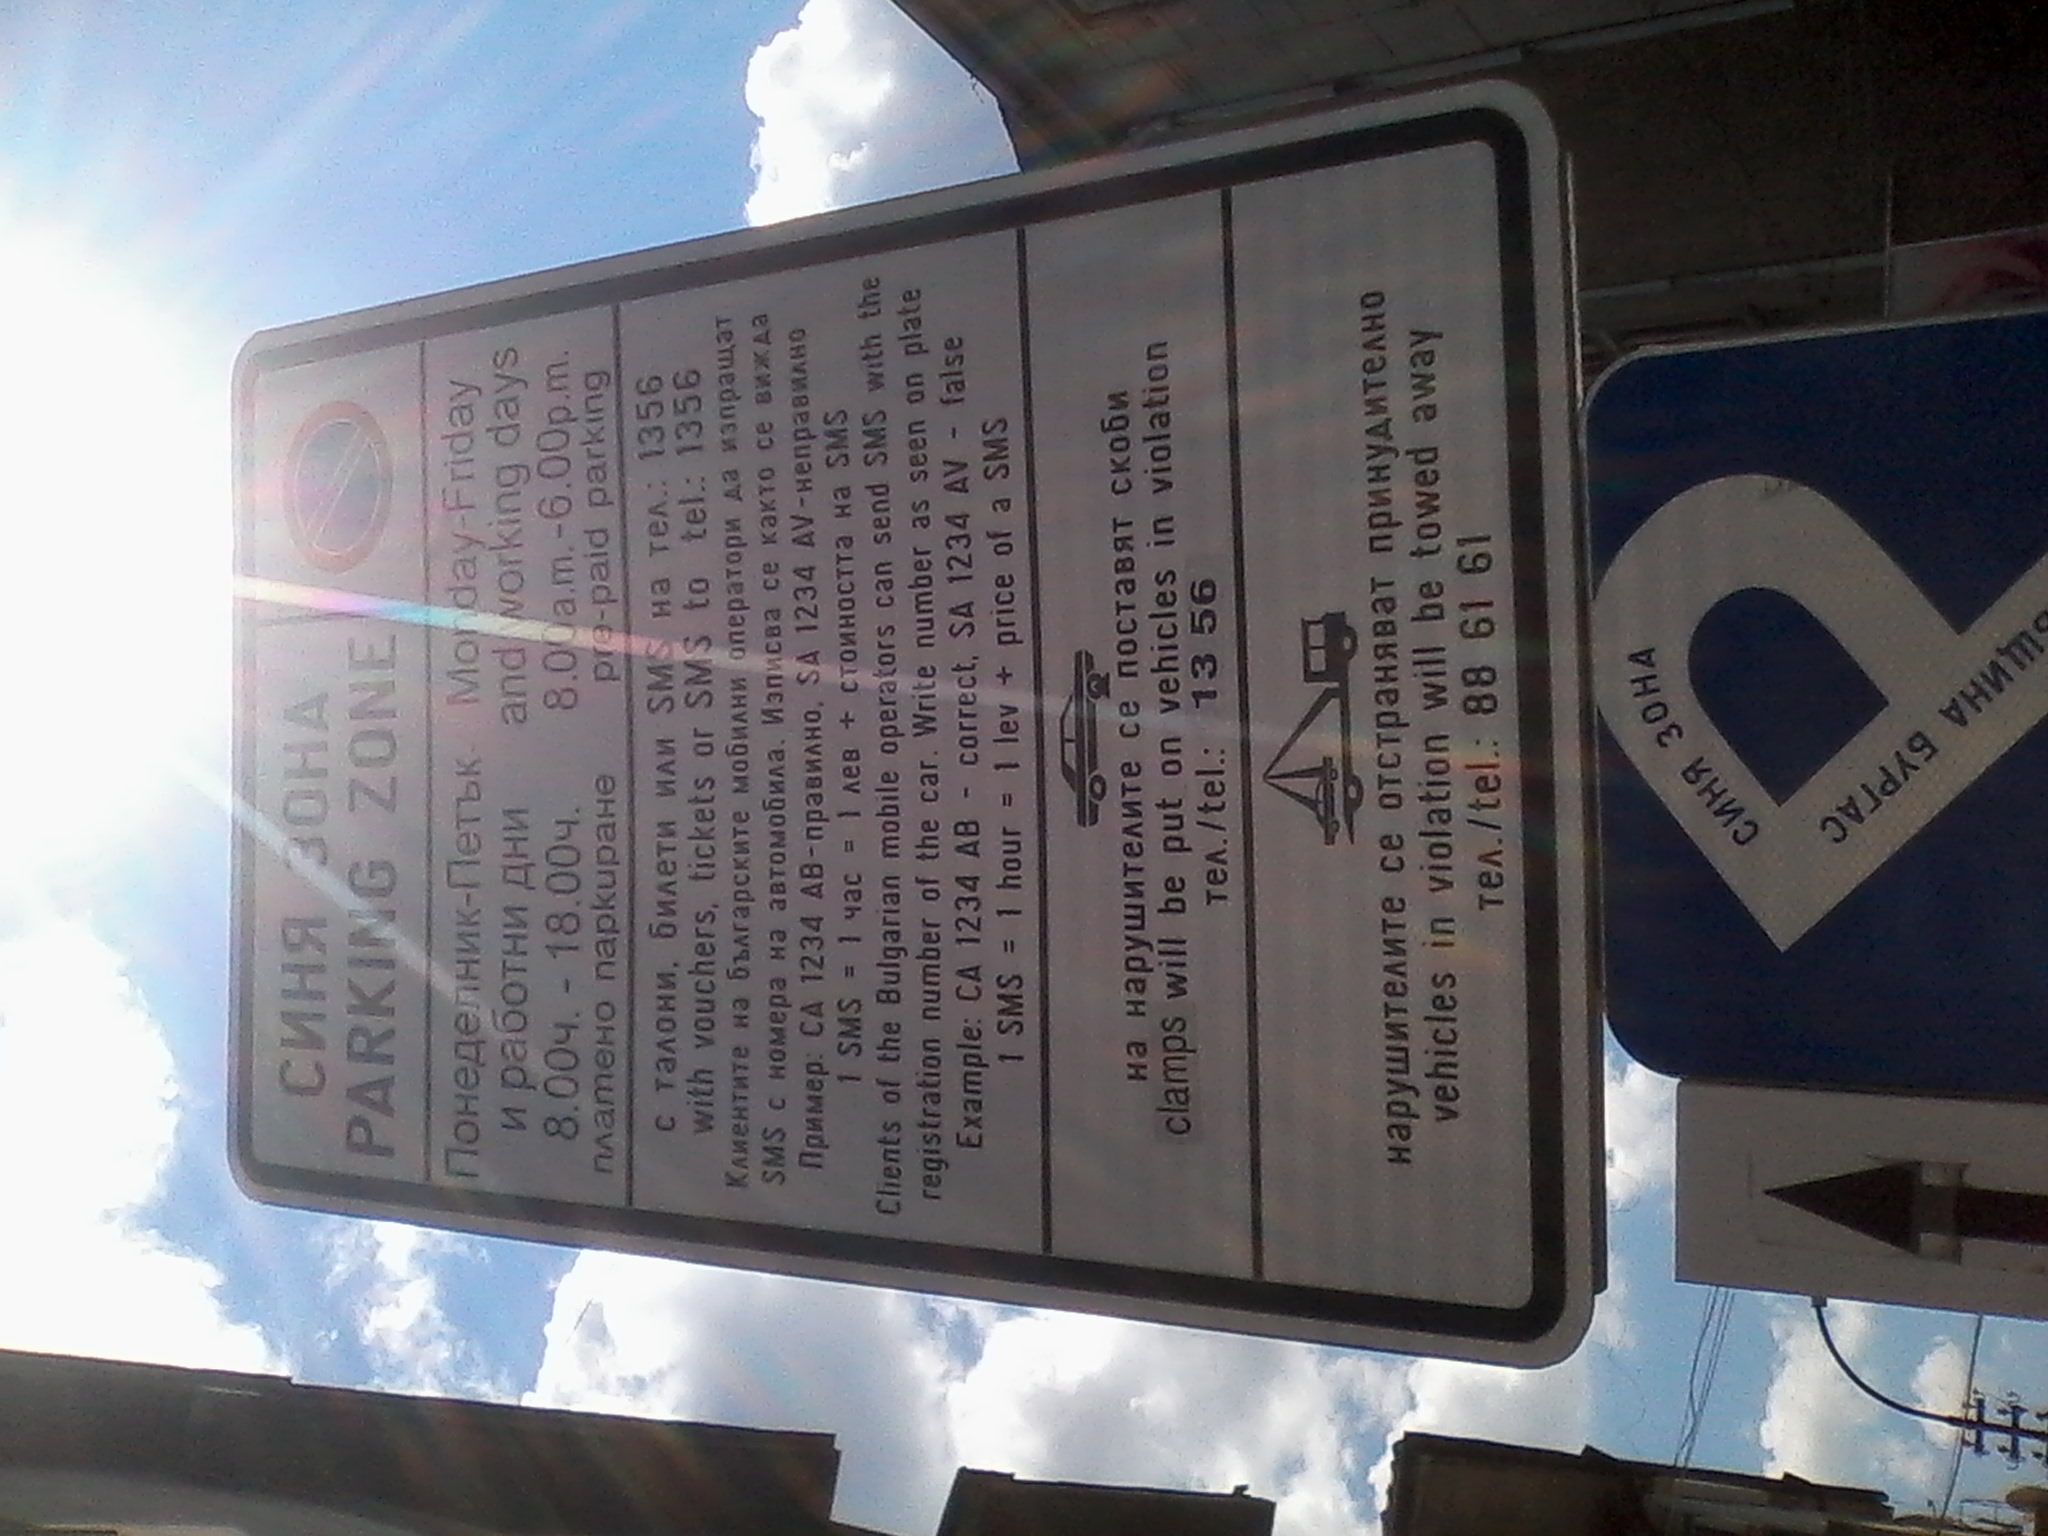 СИНЯ ЗОНА
PARKING ZONE
Понеделник-Петък
и работни дни
8.00ч. - 18.00ч.
платено паркиране
Monday-Friday
and working days
8.00a.m.-6.00p.m.
pre-paid parking
с талони, билети или SMS на тел.: 1356
with vouchers, tickets or SMS to tel.: 1356
Клиентите на българските мобилни оператори да изпращат
SMS с номера на автомобила. Изписва се както се вижда
Пример: СА 1234 АВ-правилно, SA 1234 AV-неправилно
1 SMS = 1 час = 1 лев + стоиността на SMS
Clients of the Bulgarian mobile operators can send SMS with the
registration number of the car. Write number as seen on plate
Example: CA 1234 AB - correct, SA 1234 AV - false
1 SMS = 1 hour = 1 lev + price of a SMS
на нарушителите се поставят скоби
clamps will be put on vehicles in violation
тел./tel.: 13 56
нарушителите се отстраняват принудително
vehicles in violation will be towed away
тел./tel.: 88 61 61
СИНЯ ЗОНА
P
ОБЩИНА БУРГАС